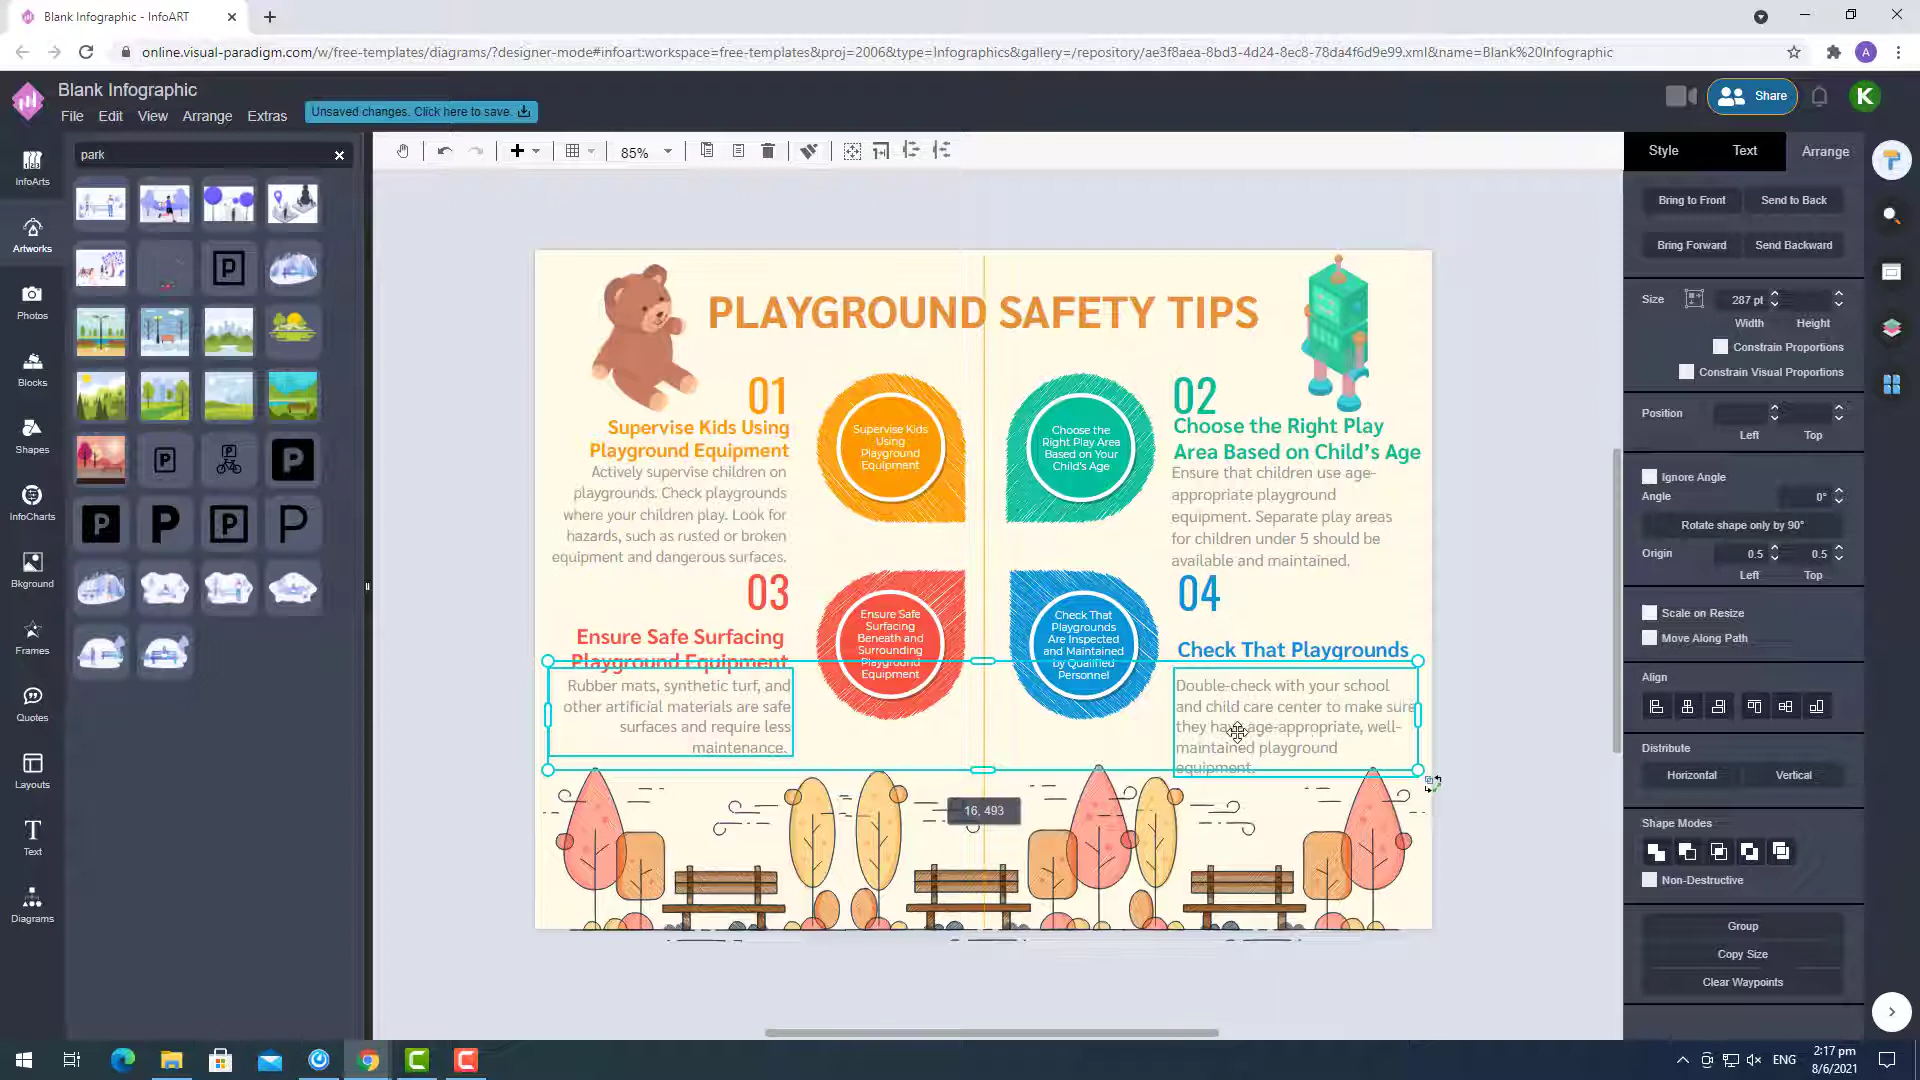 Blank Infographic - InfoART
online.visual-paradigm.com/w/free-templates/diagrams/?designer-mode#infoart:workspace=free-templates&proj=2006&type=Infographics&gallery=/repository/ae3f8aea-8bd3-4d24-8ec8-78da4f6d9e99.xml&name=Blank%20Infographic
A
Blank Infographic
File Edit View Arrange Extras
Unsaved changes. Click here to save.
Share
K
park
85%
InfoArts
Artworks
Photos
Blocks
Shapes
InfoCharts
Bkground
Frames
Quotes
Layouts
Text
Diagrams
PLAYGROUND SAFETY TIPS
01
Supervise Kids Using
Playground Equipment
Actively supervise children on
playgrounds. Check playgrounds
where your children play. Look for
hazards, such as rusted or broken
equipment and dangerous surfaces.
Supervise Kids
Using
Playground
Equipment
Choose the
Right Play Area
Based on Your
Child's Age
02
Choose the Right Play
Area Based on Child's Age
Ensure that children use age-
appropriate playground
equipment. Separate play areas
for children under 5 should be
available and maintained.
03
Ensure Safe Surfacing
Playground Equipment
Rubber mats, synthetic turf, and
other artificial materials are safe
surfaces and require less
maintenance.
Ensure Safe
Surfacing
Beneath and
Surrounding
Playground
Equipment
Check That
Playgrounds
Are Inspected
and Maintained
by Qualified
Personnel
04
Check That Playgrounds
Double-check with your school
and child care center to make sure
they have age-appropriate, well-
maintained playground
equipment.
16, 493
Style Text Arrange
Bring to Front Send to Back
Bring Forward Send Backward
Size 287 pt
Width Height
Constrain Proportions
Constrain Visual Proportions
Position
Left Top
Ignore Angle
Angle 0°
Rotate shape only by 90°
Origin 0.5 0.5
Left Top
Scale on Resize
Move Along Path
Align
Distribute
Horizontal Vertical
Shape Modes
Non-Destructive
Group
Copy Size
Clear Waypoints
ENG
2:17 pm
8/6/2021
P
P
P
P
P
P
P
P